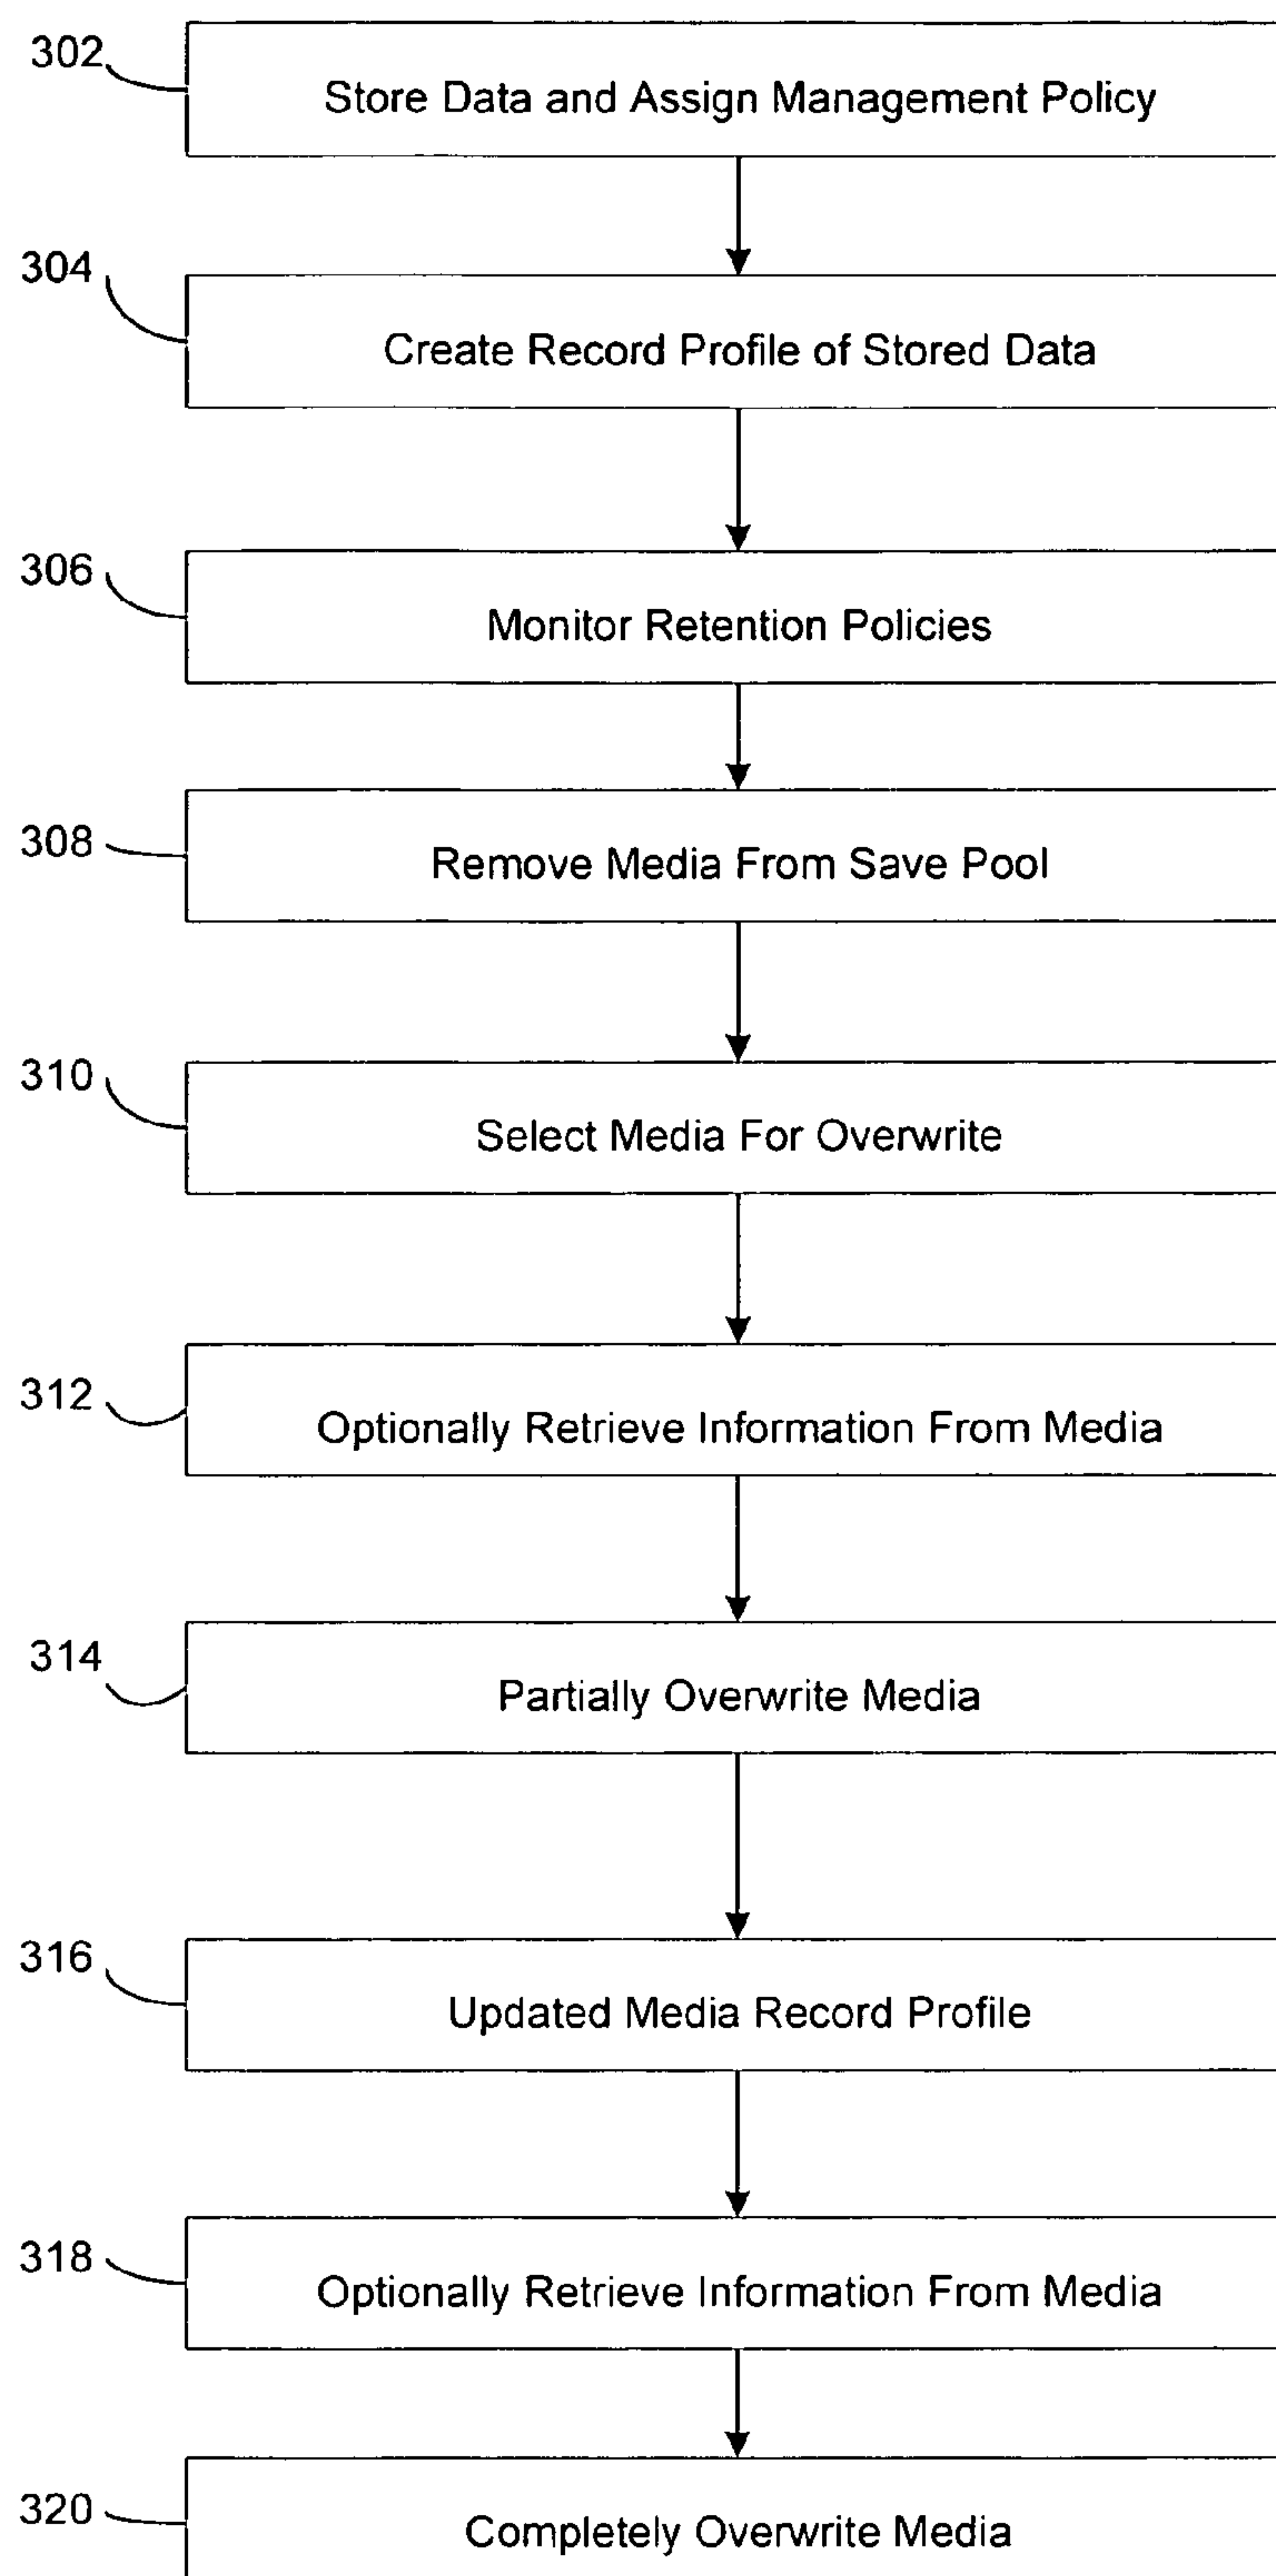 302
Store Data and Assign Management Policy
304
Create Record Profile of Stored Data
306
Monitor Retention Policies
308
Remove Media From Save Pool
310
Select Media For Overwrite
312
Optionally Retrieve Information From Media
314
Partially Overwrite Media
316
Updated Media Record Profile
318
Optionally Retrieve Information From Media
320
Completely Overwrite Media